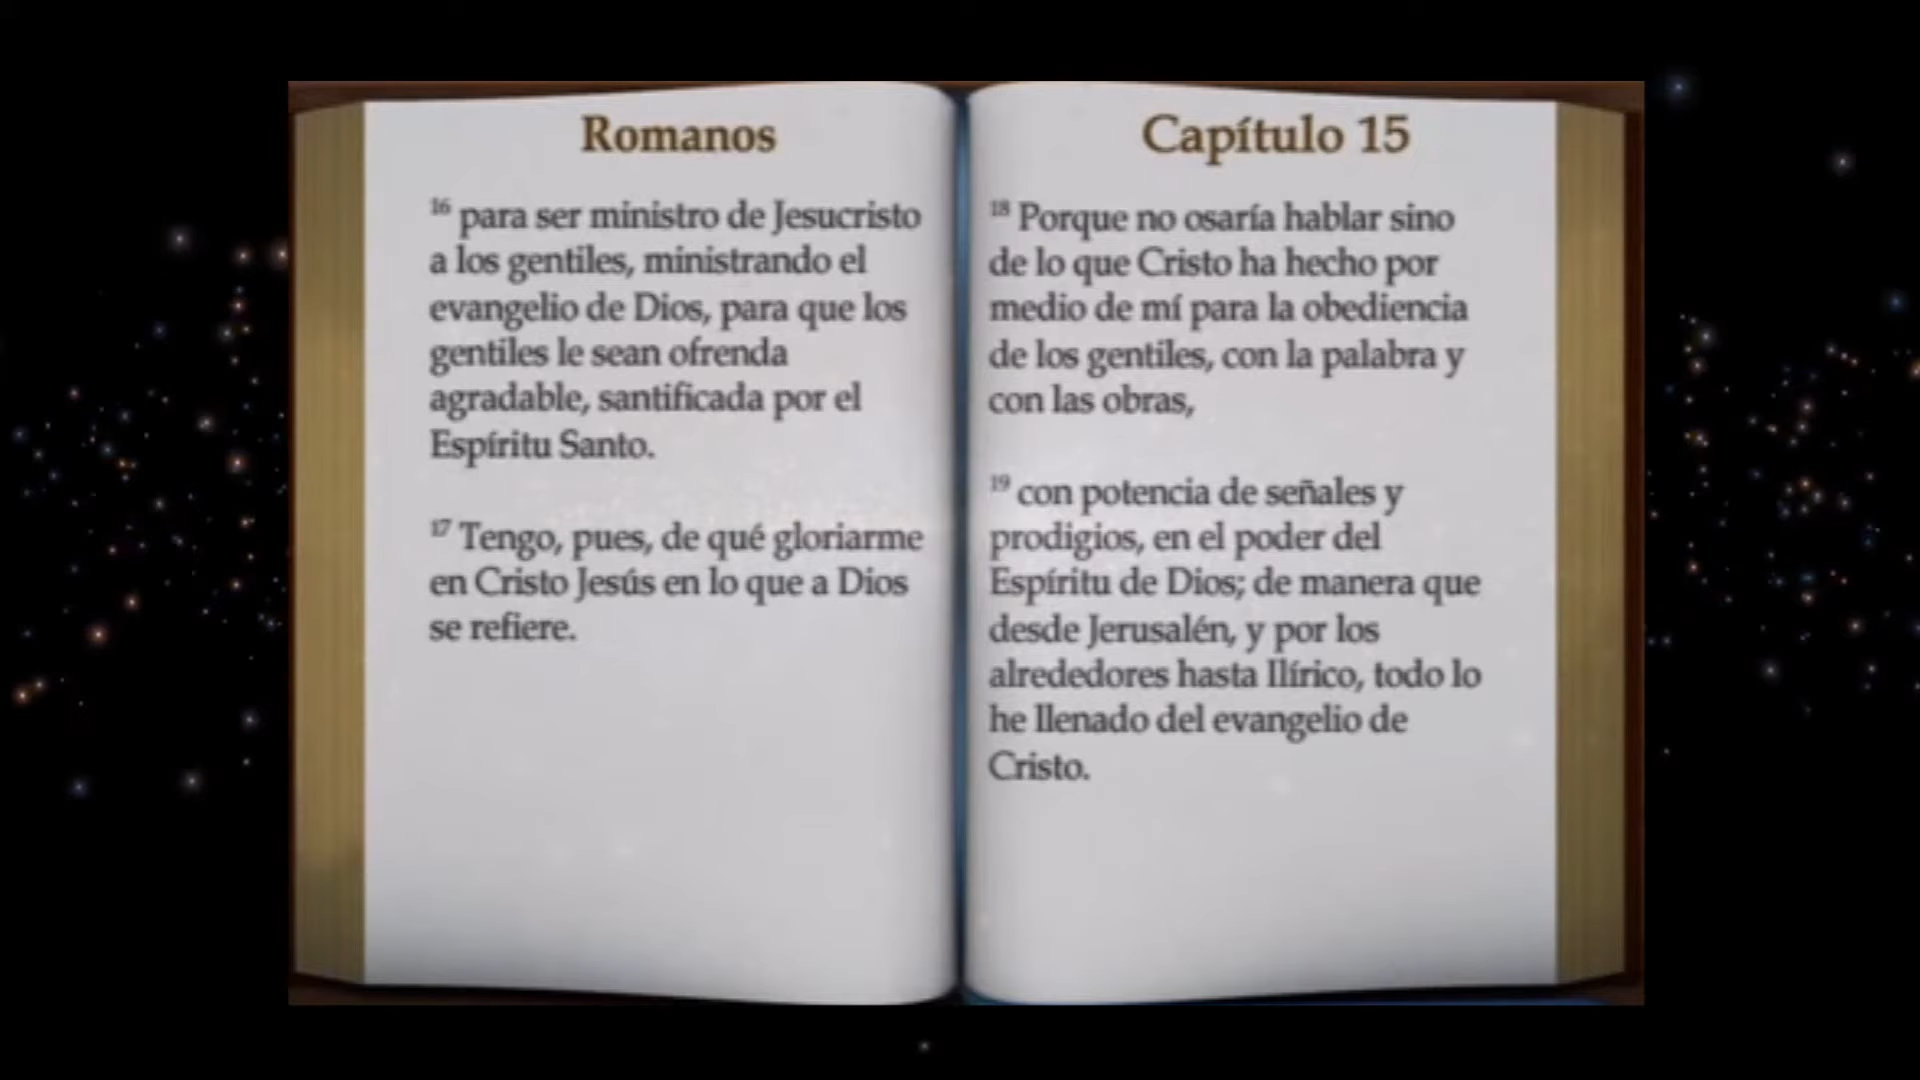 Romanos
16 para ser ministro de Jesucristo
a los gentiles, ministrando el
evangelio de Dios, para que los
gentiles le sean ofrenda
agradable, santificada por el
Espíritu Santo.
17 Tengo, pues, de qué gloriarme
en Cristo Jesús en lo que a Dios
se refiere.
Capítulo 15
18 Porque no osaría hablar sino
de lo que Cristo ha hecho por
medio de mí para la obediencia
de los gentiles, con la palabra y
con las obras,
19 con potencia de señales y
prodigios, en el poder del
Espíritu de Dios; de manera que
desde Jerusalén, y por los
alrededores hasta Ilírico, todo lo
he llenado del evangelio de
Cristo.